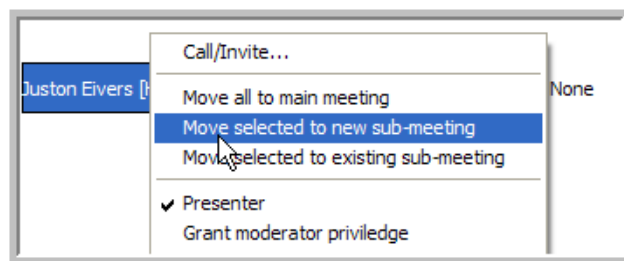 Call/Invite...
Juston Eivers [
None
Move all to main meeting
Move selected to new sub-meeting
Move selected to existing sub-meeting
Presenter
Grant moderator priviledge